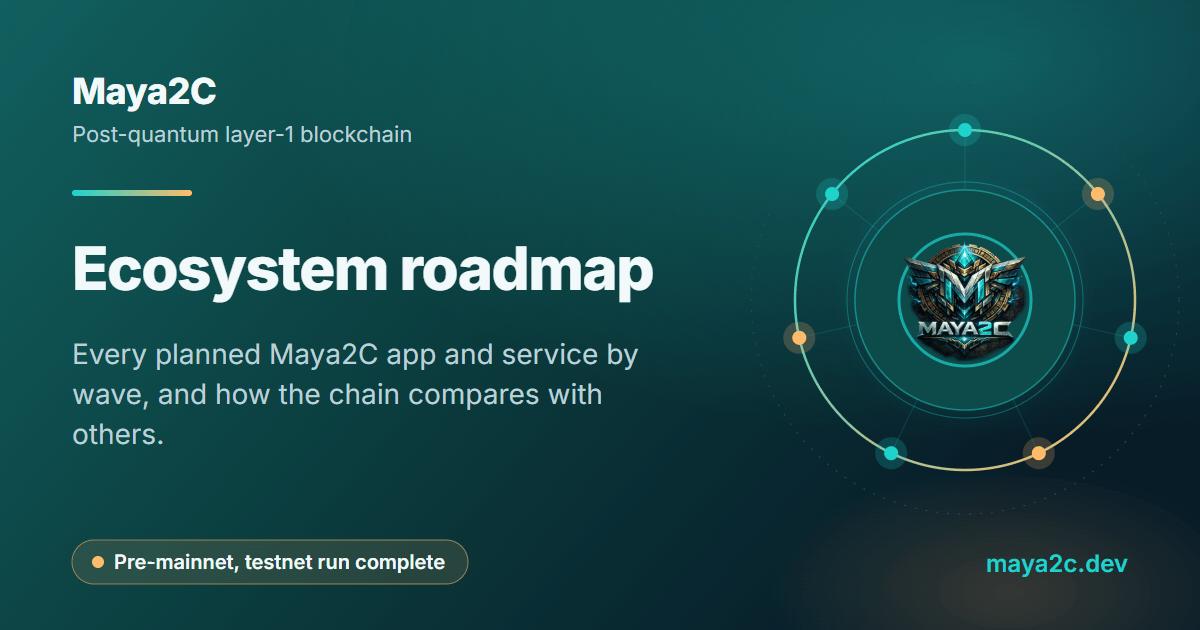 Maya2C
Post-quantum layer-1 blockchain
Ecosystem roadmap
Every planned Maya2C app and service by
wave, and how the chain compares with
others.
MAYA2C
Pre-mainnet, testnet run complete
maya2c.dev